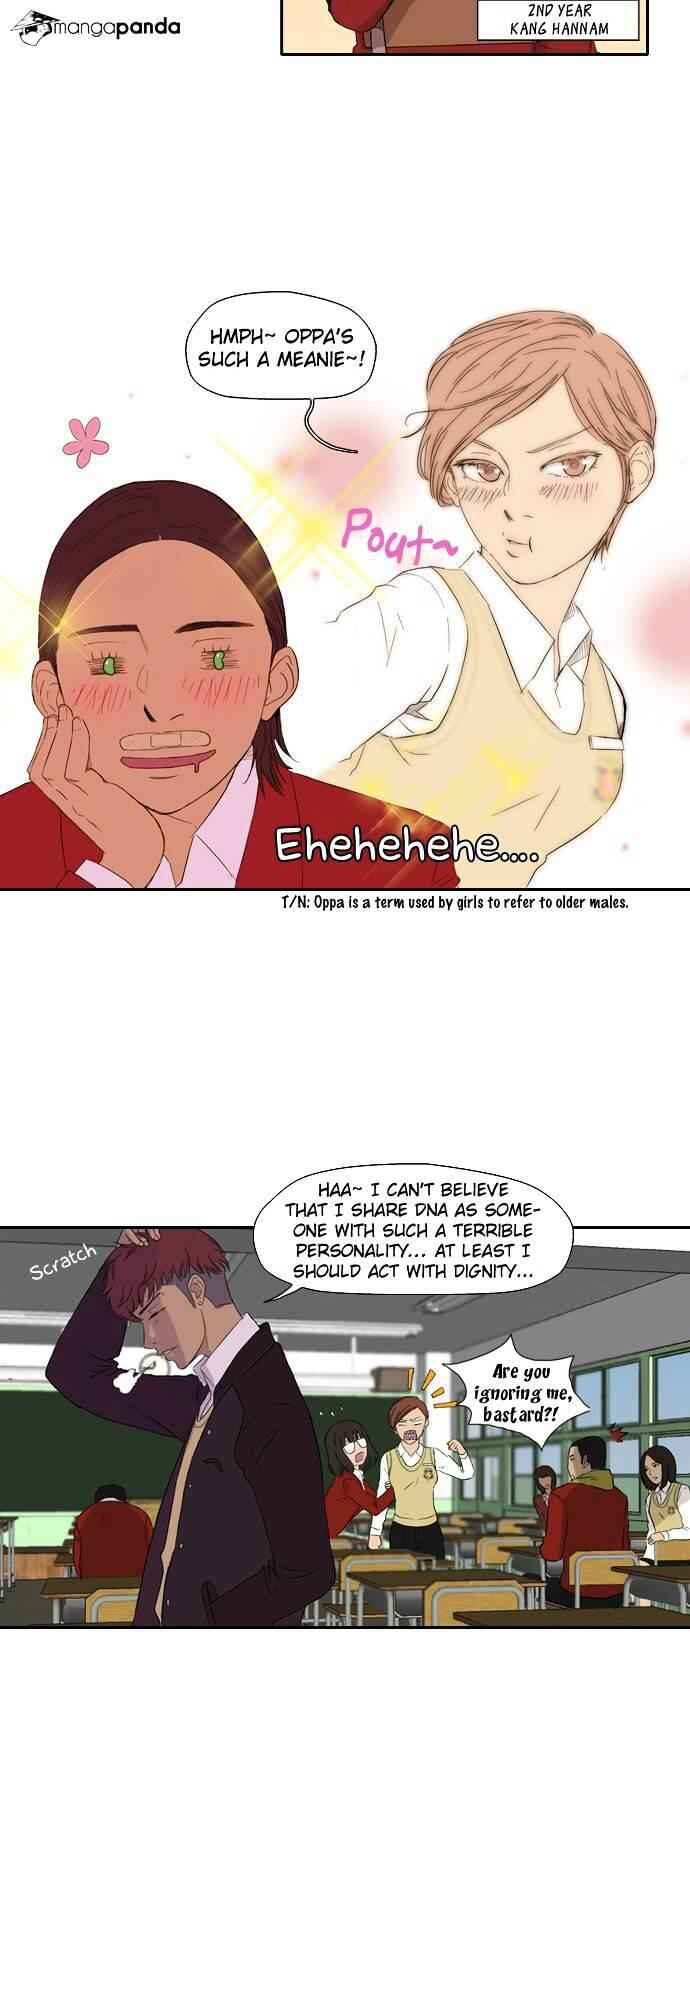 mangapanda
2ND YEAR
KANG HANNAM
HMPH~ OPPA'S
SUCH A MEANIE~!
Pout~
Ehehehehe....
T/N: Oppa is a term used by girls to refer to older males.
HAA~ I CAN'T BELIEVE
THAT I SHARE DNA AS SOME-
ONE WITH SUCH A TERRIBLE
PERSONALITY... AT LEAST I
SHOULD ACT WITH DIGNITY...
Scratch
Are you
ignoring me,
bastard?!